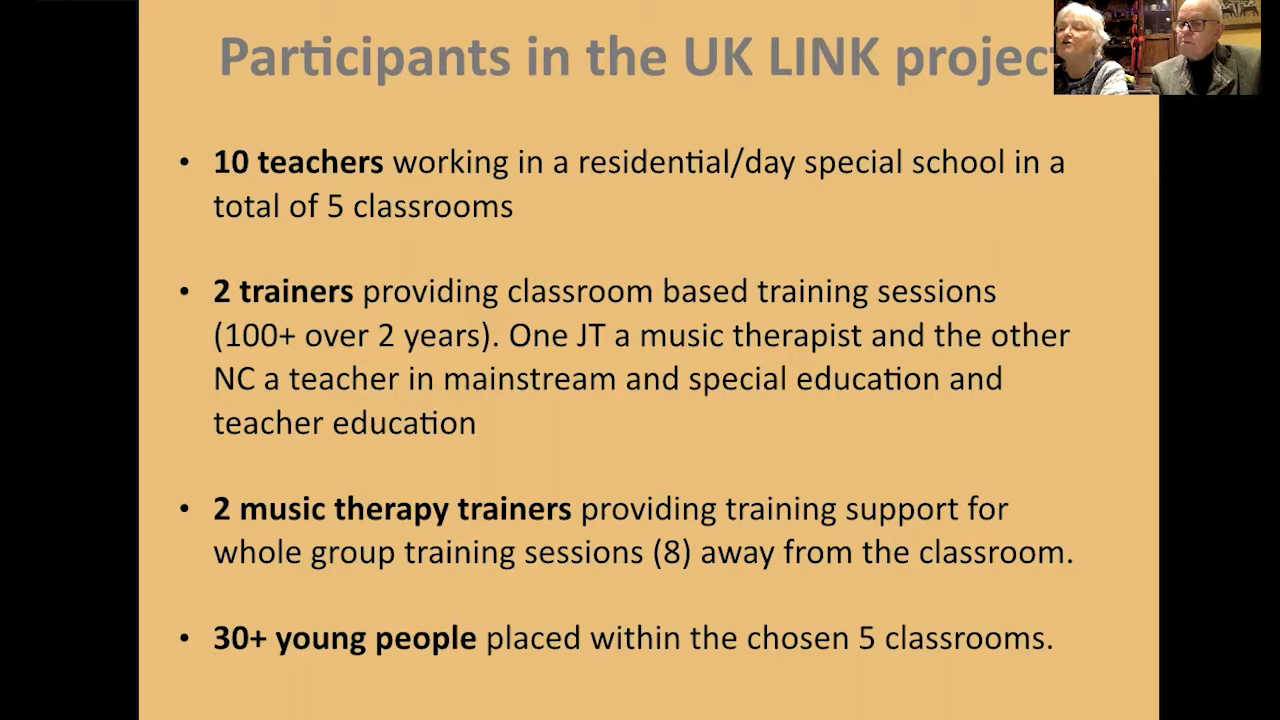 Participants in the UK LINK projec
• 10 teachers working in a residential/day special school in a
total of 5 classrooms
• 2 trainers providing classroom based training sessions
(100+ over 2 years). One JT a music therapist and the other
NC a teacher in mainstream and special education and
teacher education
• 2 music therapy trainers providing training support for
whole group training sessions (8) away from the classroom.
• 30+ young people placed within the chosen 5 classrooms.